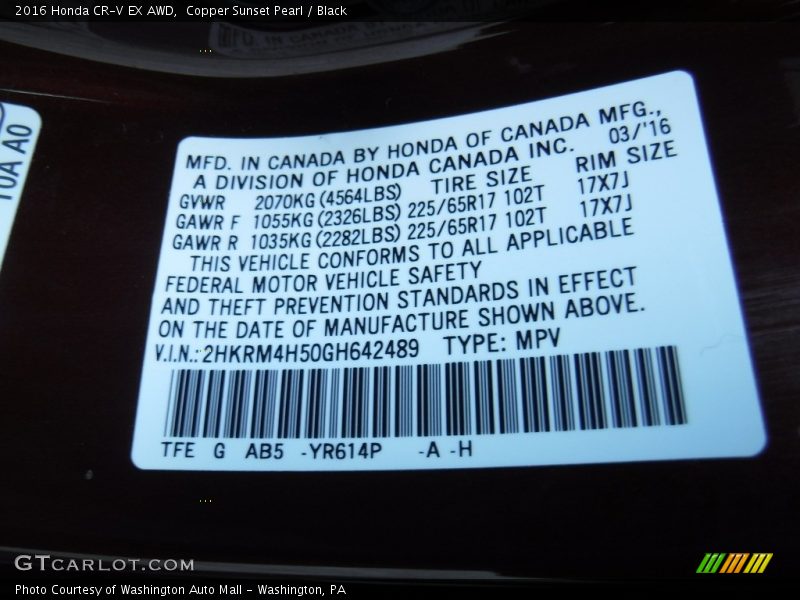 2016 Honda CR-V EX AWD,  Copper Sunset Pearl / Black
10A A0
MFD. IN CANADA BY HONDA OF CANADA MFG.,
A DIVISION OF HONDA CANADA INC. 03/'16
GVWR 2070KG (4564LBS) TIRE SIZE RIM SIZE
GAWR F 1055KG (2326LBS) 225/65R17 102T 17X7J
GAWR R 1035KG (2282LBS) 225/65R17 102T 17X7J
THIS VEHICLE CONFORMS TO ALL APPLICABLE
FEDERAL MOTOR VEHICLE SAFETY
AND THEFT PREVENTION STANDARDS IN EFFECT
ON THE DATE OF MANUFACTURE SHOWN ABOVE.
V.I.N.: 2HKRM4H50GH642489 TYPE: MPV
TFE G AB5 -YR614P -A -H
GTCARLOT.COM
Photo Courtesy of Washington Auto Mall - Washington, PA